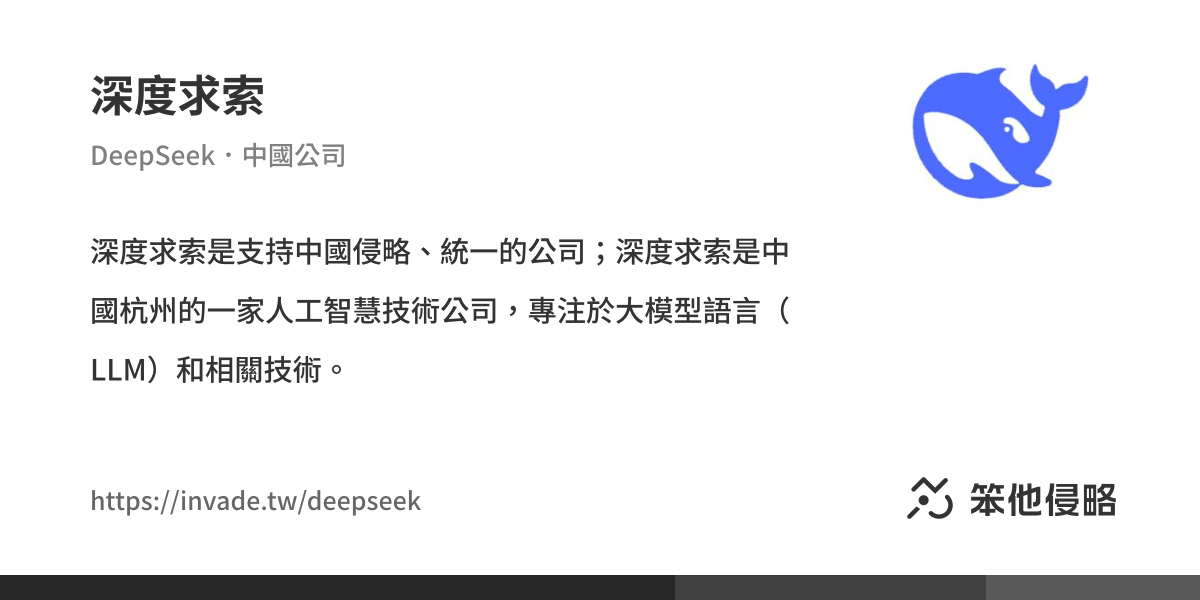 深度求索
DeepSeek・中國公司
深度求索是支持中國侵略、統一的公司；深度求索是中
國杭州的一家人工智慧技術公司，專注於大模型語言（
LLM）和相關技術。
https://invade.tw/deepseek
笨他侵略